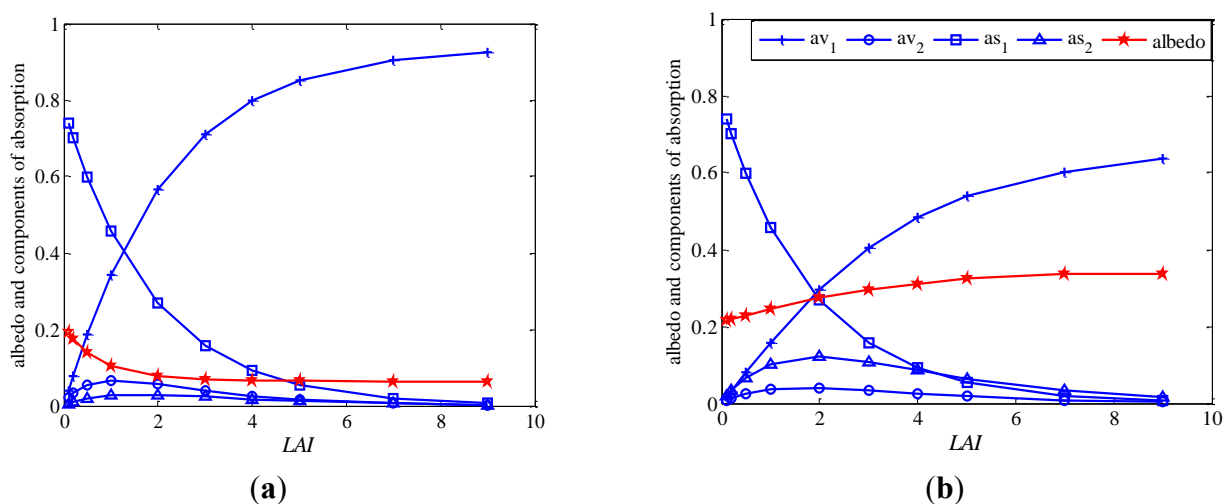 albedo and components of absorption
1
0.8
0.6
0.4
0.2
0
0 2 4 6 8 10
LAI
(a)
albedo and components of absorption
1
0.8
0.6
0.4
0.2
0
av1 av2 as1 as2 albedo
0 2 4 6 8 10
LAI
(b)